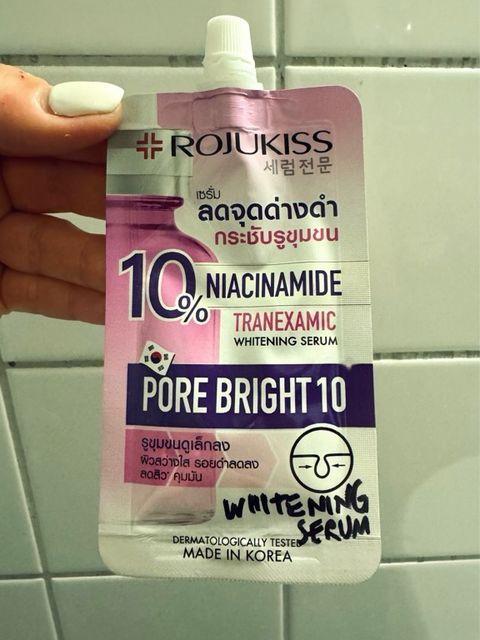 ROJUKISS
세럼전문
เซรั่ม
ลดจุดด่างดำ
กระชับรูขุมขน
10% NIACINAMIDE
TRANEXAMIC
WHITENING SERUM
PORE BRIGHT 10
รูขุมขนดูเล็กลง
ผิวสว่างใส รอยดำลดลง
ลดสิว คุมมัน
WHITENING
SERUM
DERMATOLOGICALLY TESTED
MADE IN KOREA